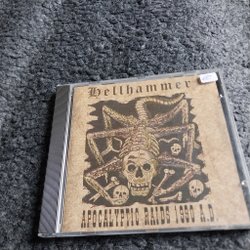 Hellhammer
APOCALYPTIC RAIDS 1990 A.D.